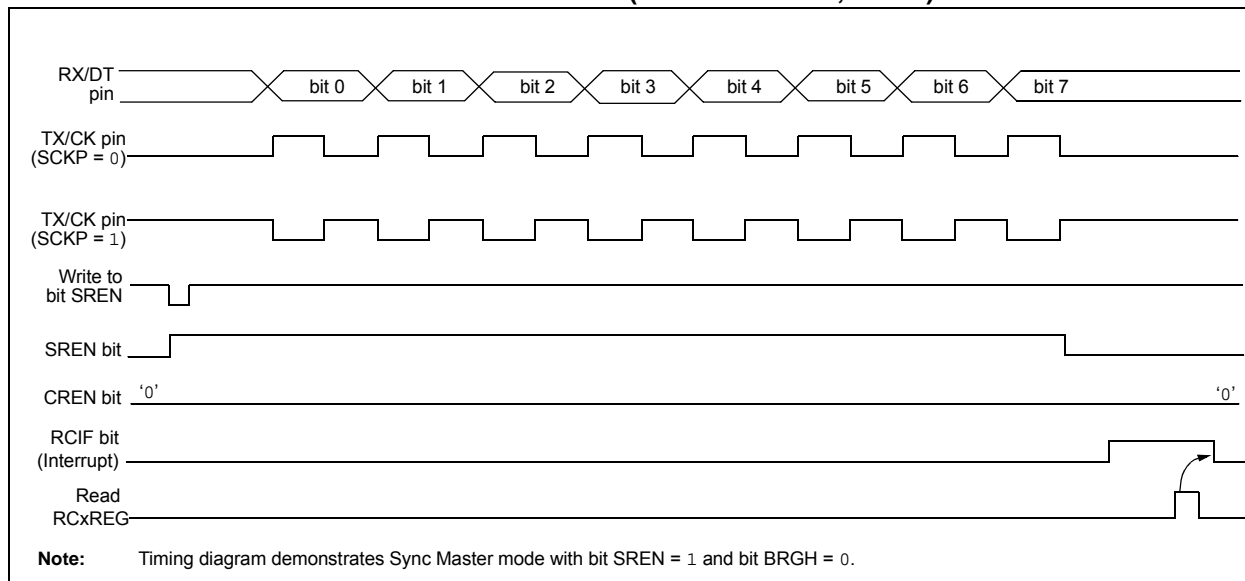 RX/DT
pin
bit 0 bit 1 bit 2 bit 3 bit 4 bit 5 bit 6 bit 7
TX/CK pin
(SCKP = 0)
TX/CK pin
(SCKP = 1)
Write to
bit SREN
SREN bit
CREN bit ‘0’ ‘0’
RCIF bit
(Interrupt)
Read
RCxREG
Note: Timing diagram demonstrates Sync Master mode with bit SREN = 1 and bit BRGH = 0.